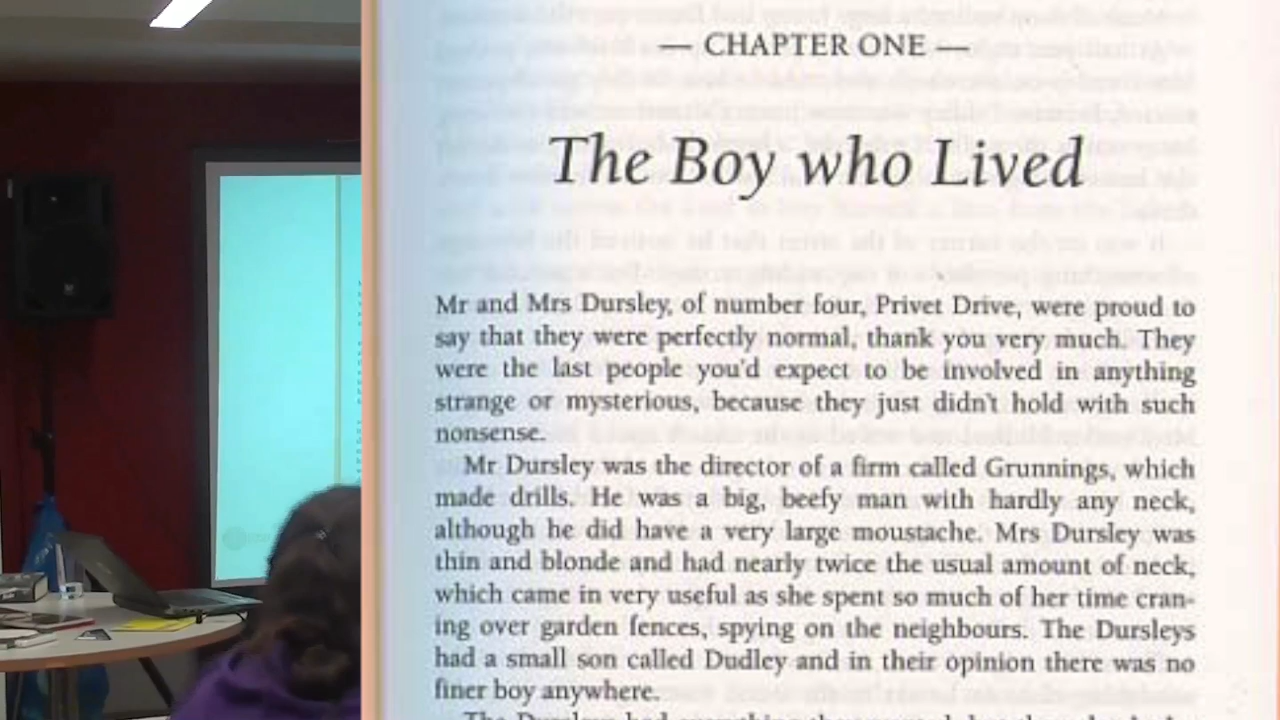 — CHAPTER ONE —
The Boy who Lived
Mr and Mrs Dursley, of number four, Privet Drive, were proud to
say that they were perfectly normal, thank you very much. They
were the last people you'd expect to be involved in anything
strange or mysterious, because they just didn't hold with such
nonsense.
Mr Dursley was the director of a firm called Grunnings, which
made drills. He was a big, beefy man with hardly any neck,
although he did have a very large moustache. Mrs Dursley was
thin and blonde and had nearly twice the usual amount of neck,
which came in very useful as she spent so much of her time cran-
ing over garden fences, spying on the neighbours. The Dursleys
had a small son called Dudley and in their opinion there was no
finer boy anywhere.